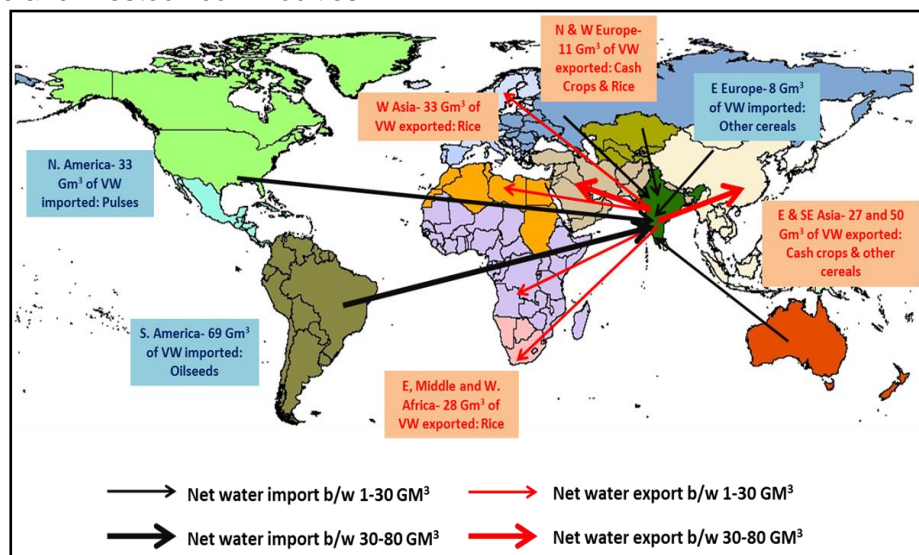 N & W Europe-
11 Gm³ of VW
exported: Cash
Crops & Rice
W Asia- 33 Gm³ of
VW exported: Rice
E Europe- 8 Gm³
of VW imported:
Other cereals
N. America- 33
Gm³ of VW
imported: Pulses
E & SE Asia- 27 and 50
Gm³ of VW exported:
Cash crops & other
cereals
S. America- 69 Gm³
of VW imported:
Oilseeds
E, Middle and W.
Africa- 28 Gm³ of
VW exported: Rice
Net water import b/w 1-30 GM³
Net water export b/w 1-30 GM³
Net water import b/w 30-80 GM³
Net water export b/w 30-80 GM³